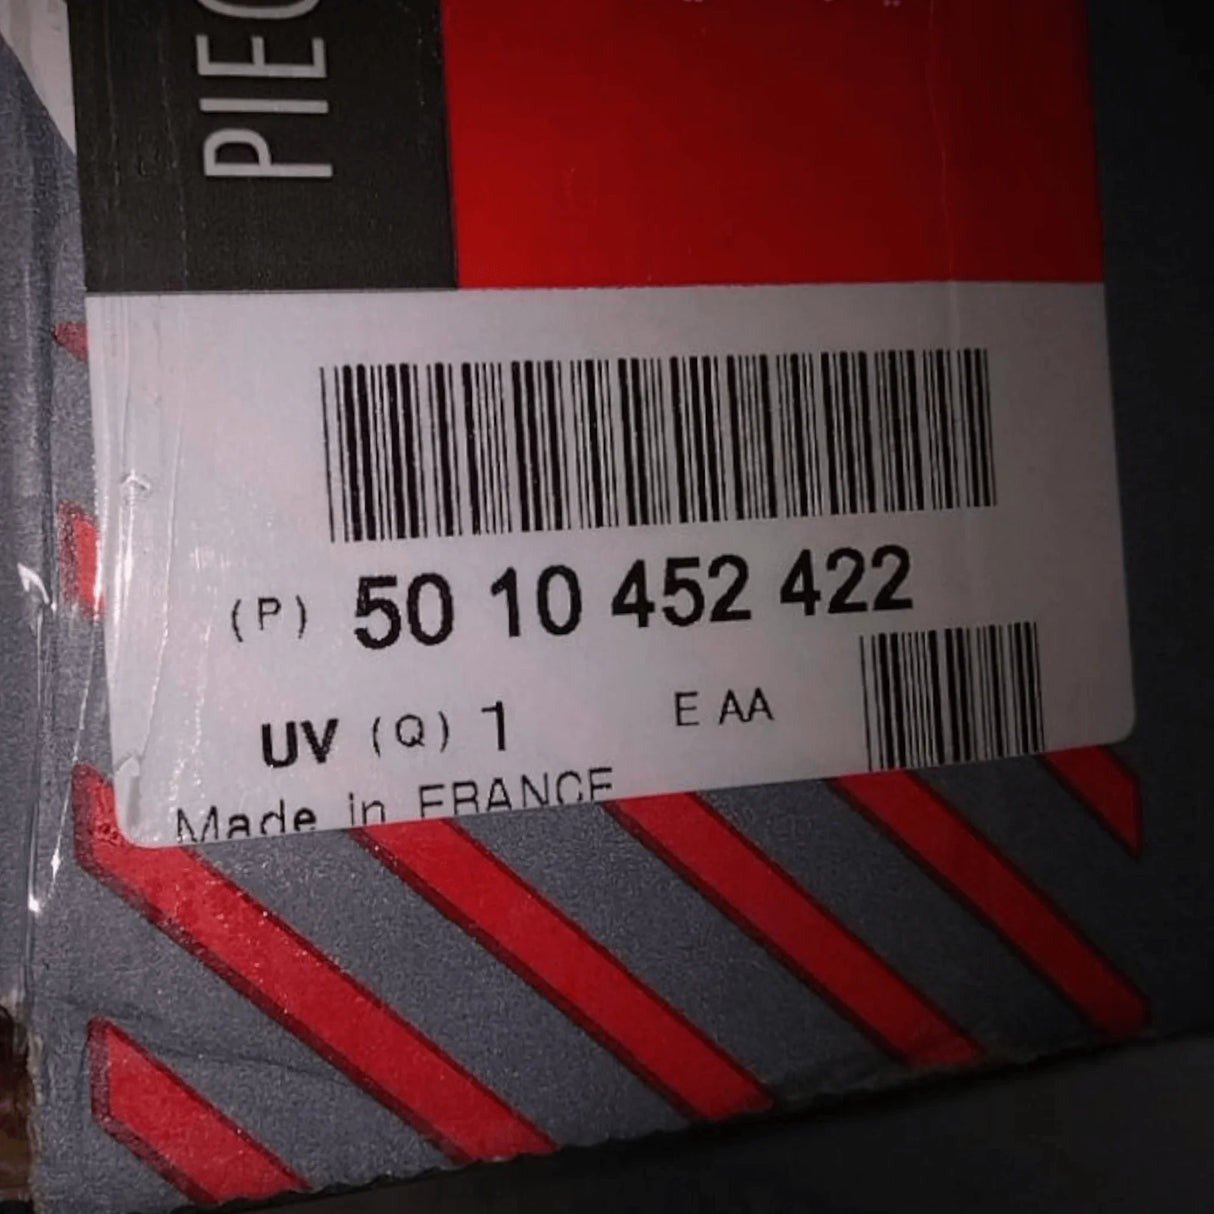 PIEC
(P) 50 10 452 422
UV (Q) 1 E AA
Made in FRANCE